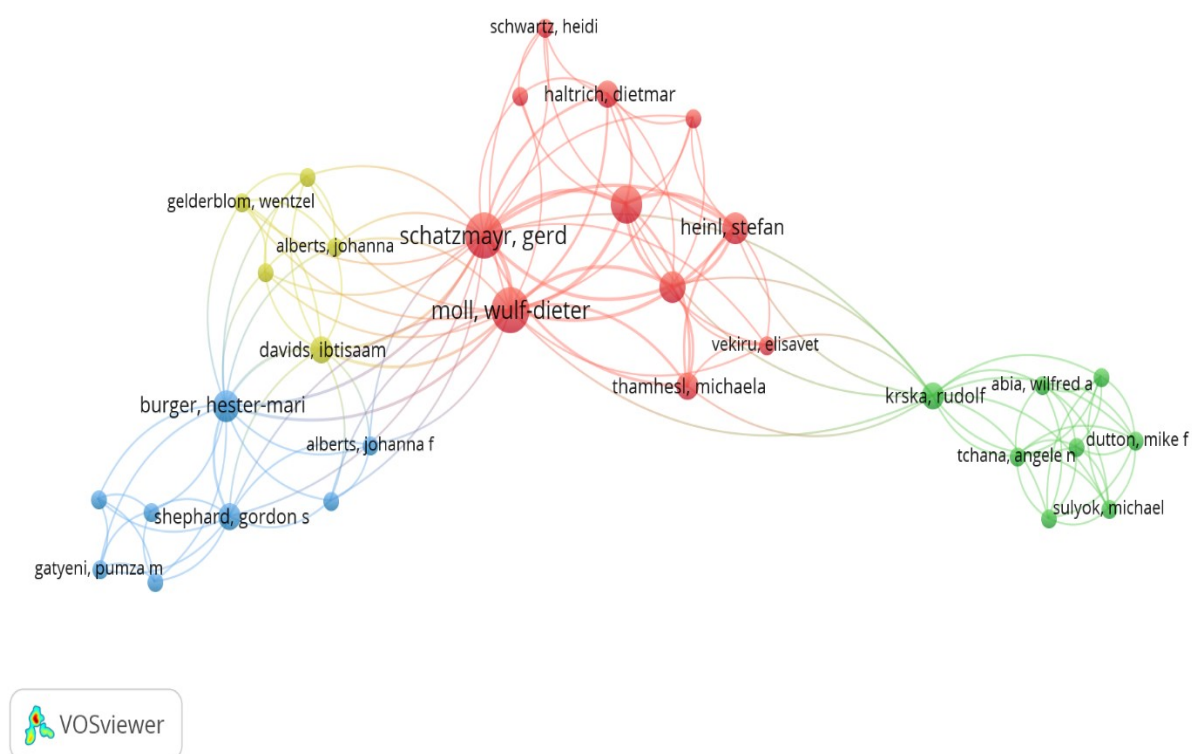 schwartz, heidi
haltrich, dietmar
gelderblom, wentzel
heinl, stefan
schatzmayr, gerd
alberts, johanna
moll, wulf-dieter
vekiru, elisavet
davids, ibtisaam
thamhesl, michaela
abia, wilfred a
krska, rudolf
burger, hester-mari
dutton, mike f
alberts, johanna f
tchana, angele n
sulyok, michael
shephard, gordon s
gatyeni, pumza m
VOSviewer